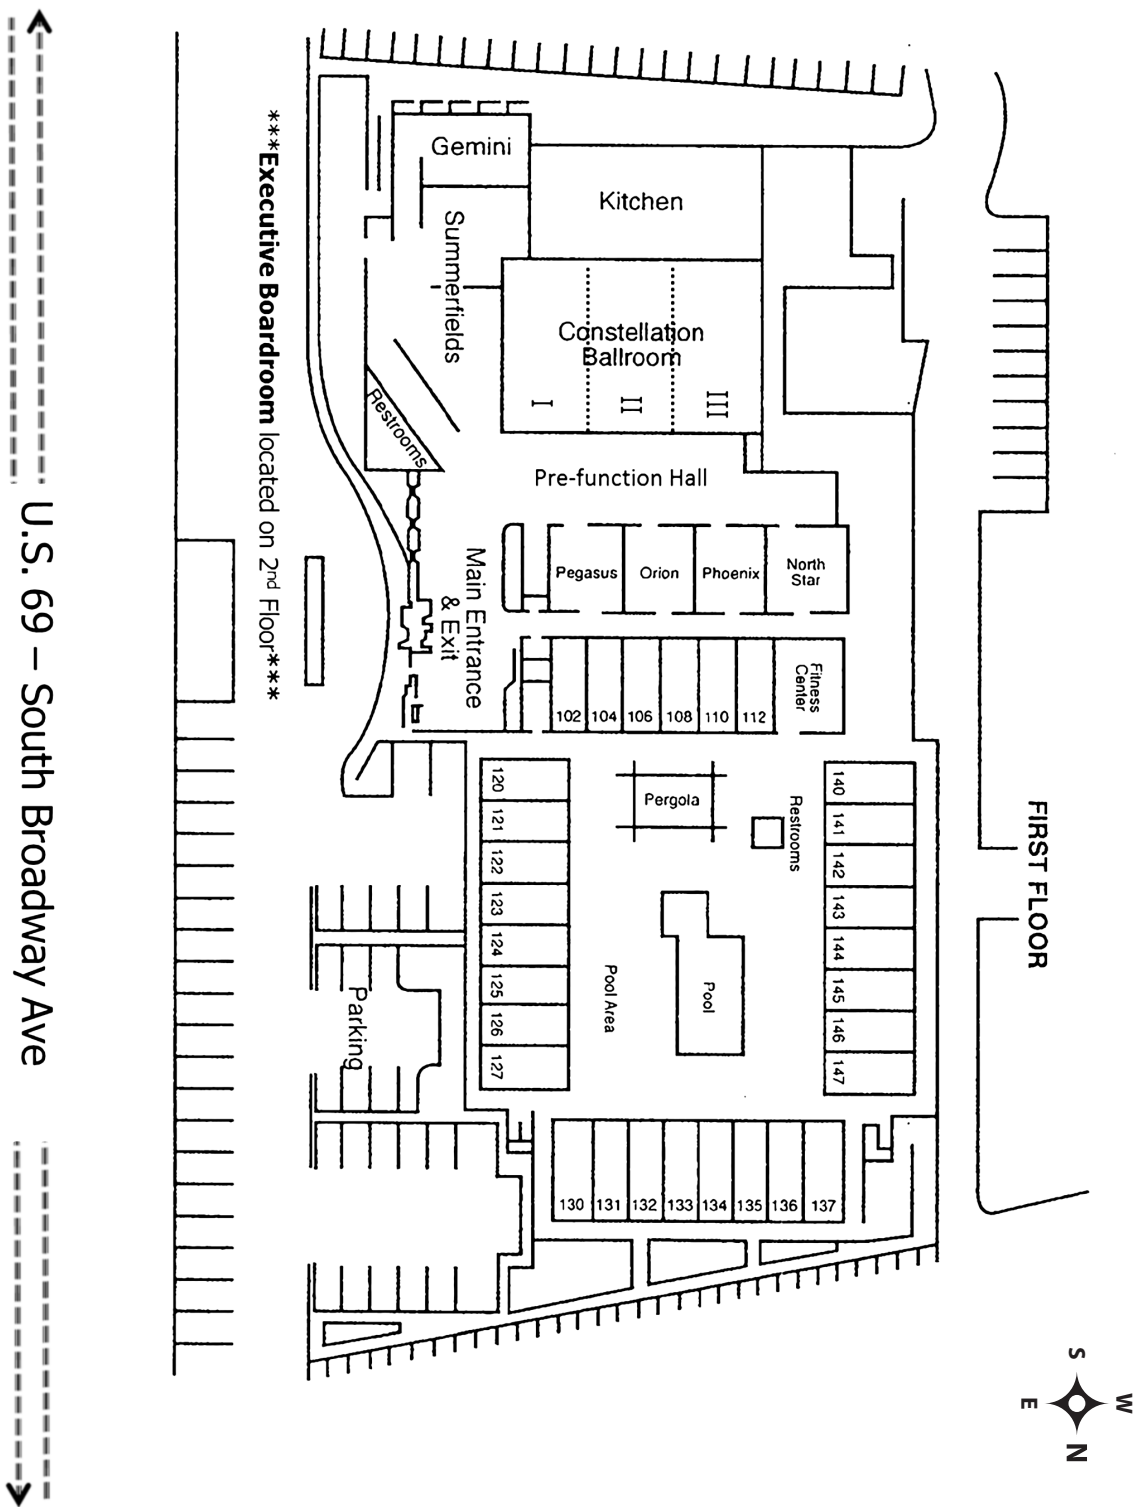 Gemini
Kitchen
Summerfields
Constellation
Ballroom
I
II
III
Restrooms
***Executive Boardroom located on 2nd Floor***
Pre-function Hall
Pegasus
Orion
Phoenix
North
Star
Main Entrance
& Exit
102
104
106
108
110
112
Fitness
Center
120
121
122
123
124
125
126
127
Pergola
Restrooms
Pool
Pool Area
140
141
142
143
144
145
146
147
130
131
132
133
134
135
136
137
Parking
FIRST FLOOR
U.S. 69 – South Broadway Ave
S
W
E
N